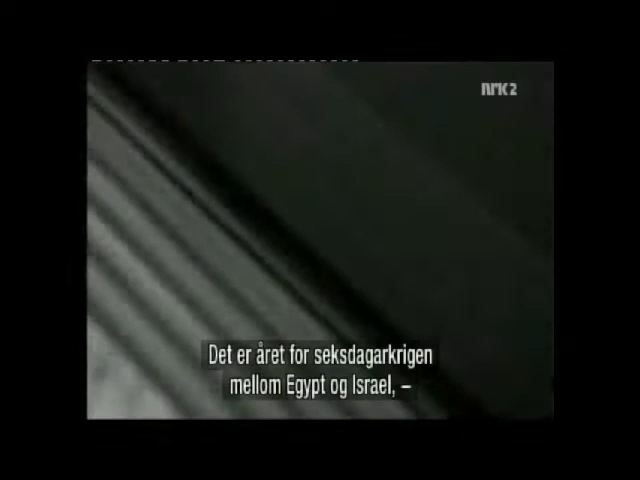 NRK2
Det er året for seksdagarkrigen
mellom Egypt og Israel, –